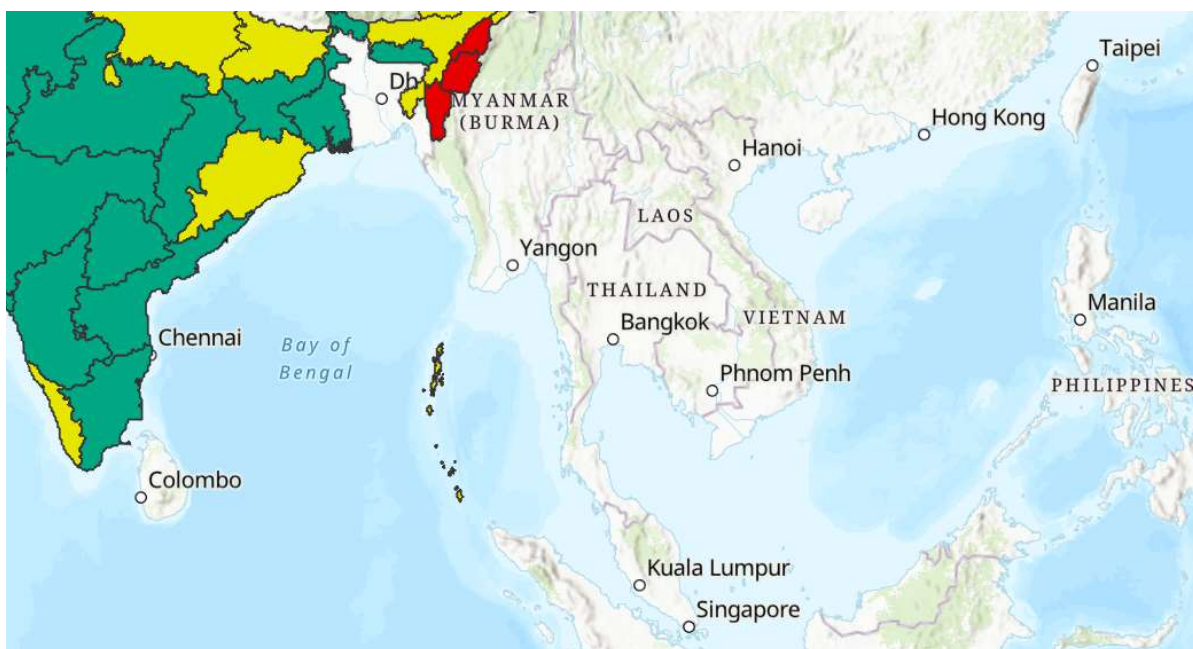 Taipei
Dh
MYANMAR
(BURMA)
Hong Kong
Hanoi
LAOS
Yangon
THAILAND
Manila
Bangkok
VIETNAM
Chennai
Bay of
Bengal
Phnom Penh
PHILIPPINES
Colombo
Kuala Lumpur
Singapore